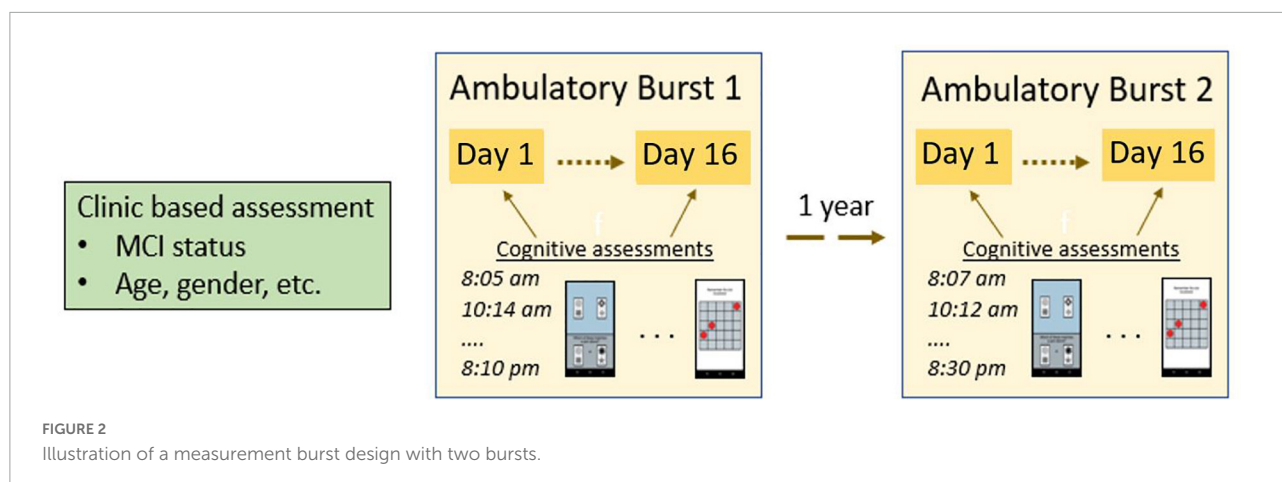 Clinic based assessment
• MCI status
• Age, gender, etc.
Ambulatory Burst 1
Day 1
Day 16
f
Cognitive assessments
8:05 am
10:14 am
....
8:10 pm
. . .
1 year
Ambulatory Burst 2
Day 1
Day 16
f
Cognitive assessments
8:07 am
10:12 am
....
8:30 pm
. . .
FIGURE 2
Illustration of a measurement burst design with two bursts.